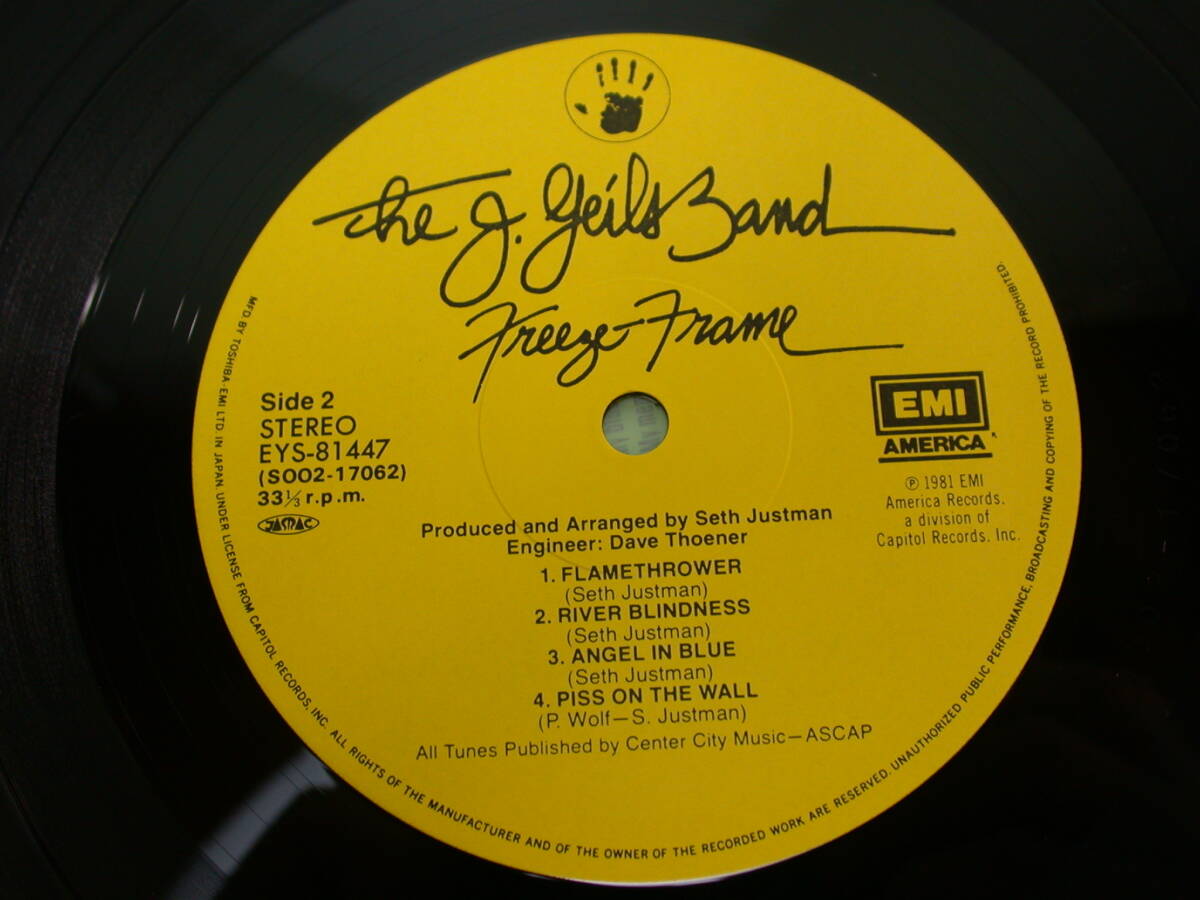 The J. Geils Band
Freeze-Frame
Side 2
STEREO
EYS-81447
(SOO2-17062)
33⅓ r.p.m.
JASRAC
EMI
AMERICA
℗ 1981 EMI
America Records,
a division of
Capitol Records, Inc.
Produced and Arranged by Seth Justman
Engineer: Dave Thoener
1. FLAMETHROWER
(Seth Justman)
2. RIVER BLINDNESS
(Seth Justman)
3. ANGEL IN BLUE
(Seth Justman)
4. PISS ON THE WALL
(P. Wolf—S. Justman)
All Tunes Published by Center City Music—ASCAP
MFD. BY TOSHIBA-EMI LTD. IN JAPAN. UNDER LICENSE FROM CAPITOL RECORDS, INC. ALL RIGHTS OF THE MANUFACTURER AND OF THE OWNER OF THE RECORDED WORK ARE RESERVED. UNAUTHORIZED PUBLIC PERFORMANCE, BROADCASTING AND COPYING OF THE RECORD PROHIBITED.